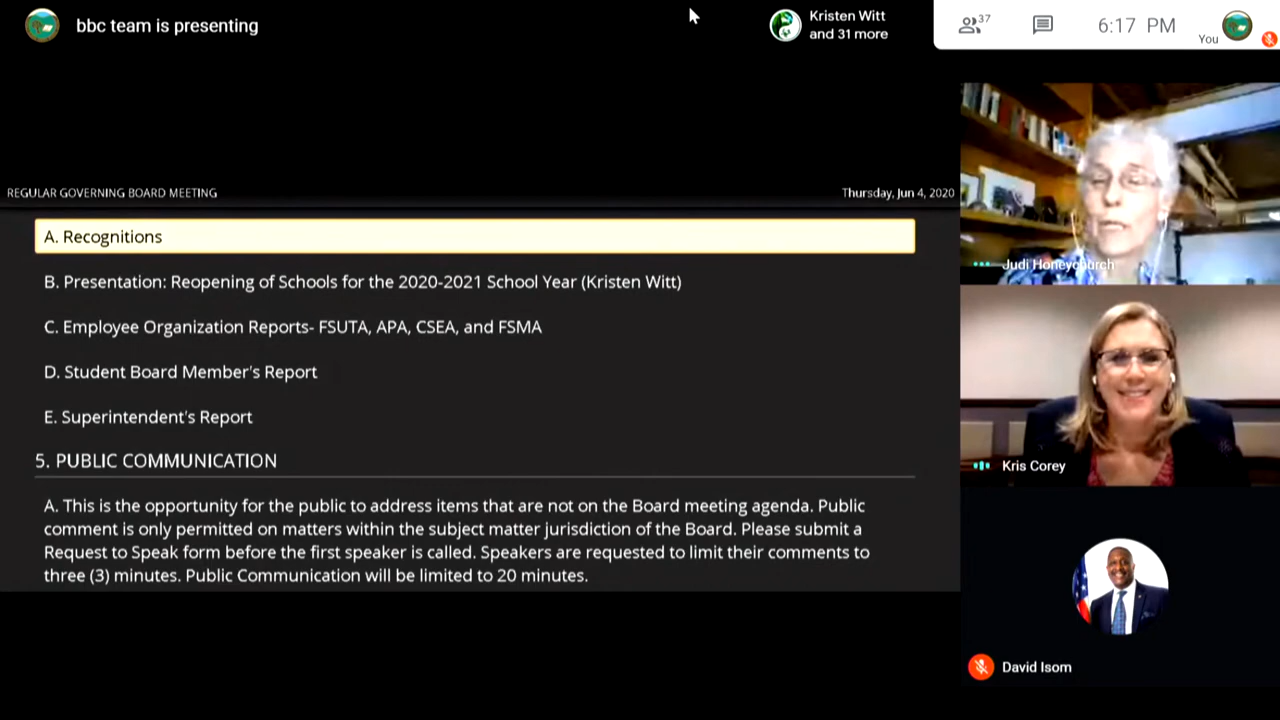 bbc team is presenting
Kristen Witt
and 31 more
37
6:17 PM
You
REGULAR GOVERNING BOARD MEETING
Thursday, Jun 4, 2020
A. Recognitions
B. Presentation: Reopening of Schools for the 2020-2021 School Year (Kristen Witt)
C. Employee Organization Reports- FSUTA, APA, CSEA, and FSMA
D. Student Board Member's Report
E. Superintendent's Report
5. PUBLIC COMMUNICATION
A. This is the opportunity for the public to address items that are not on the Board meeting agenda. Public
comment is only permitted on matters within the subject matter jurisdiction of the Board. Please submit a
Request to Speak form before the first speaker is called. Speakers are requested to limit their comments to
three (3) minutes. Public Communication will be limited to 20 minutes.
Judi Honeychurch
Kris Corey
David Isom